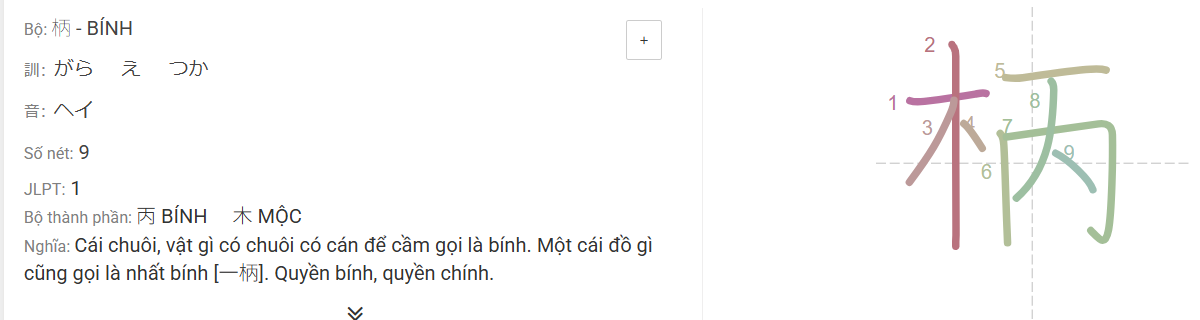 Bộ: 柄 - BÍNH
+
訓: がら え つか
音: ヘイ
Số nét: 9
JLPT: 1
Bộ thành phần: 丙 BÍNH 木 MỘC
Nghĩa: Cái chuôi, vật gì có chuôi có cán để cầm gọi là bính. Một cái đồ gì
cũng gọi là nhất bính [一柄]. Quyền bính, quyền chính.
柄
1
2
3
4
5
6
7
8
9